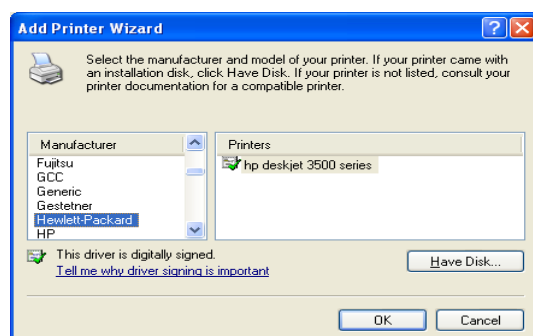 Add Printer Wizard
Select the manufacturer and model of your printer. If your printer came with
an installation disk, click Have Disk. If your printer is not listed, consult your
printer documentation for a compatible printer.
Manufacturer
Fujitsu
GCC
Generic
Gestetner
Hewlett-Packard
HP
Printers
hp deskjet 3500 series
This driver is digitally signed.
Tell me why driver signing is important
Have Disk...
OK
Cancel